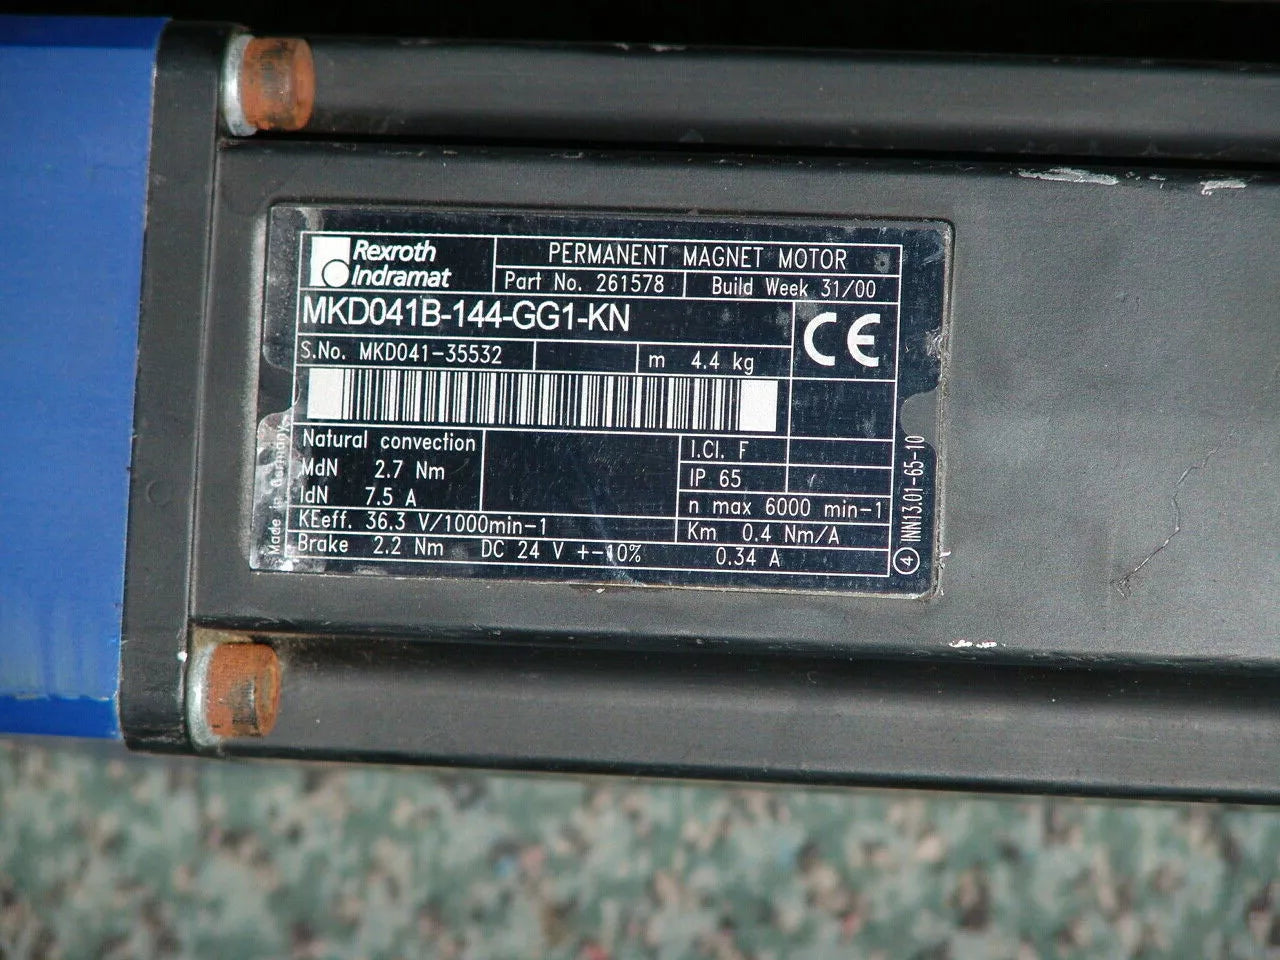 Rexroth
Indramat
PERMANENT MAGNET MOTOR
Part No. 261578
Build Week 31/00
MKD041B-144-GG1-KN
CE
S.No. MKD041-35532
m 4.4 kg
Natural convection
MdN 2.7 Nm
IdN 7.5 A
I.Cl. F
IP 65
n max 6000 min-1
KEeff. 36.3 V/1000min-1
Km 0.4 Nm/A
Brake 2.2 Nm DC 24 V +-10% 0.34 A
Made in Germany
4 INN13.01-65-10